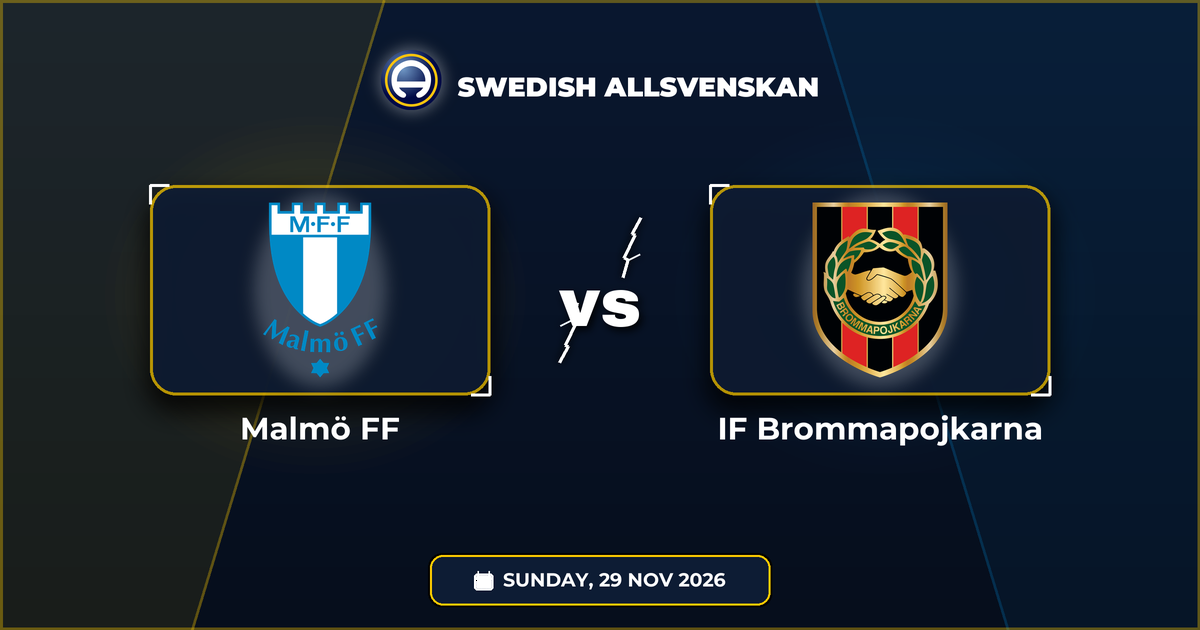 SWEDISH ALLSVENSKAN
M·F·F
Malmö FF
BROMMAPOJKARNA
VS
Malmö FF
IF Brommapojkarna
SUNDAY, 29 NOV 2026